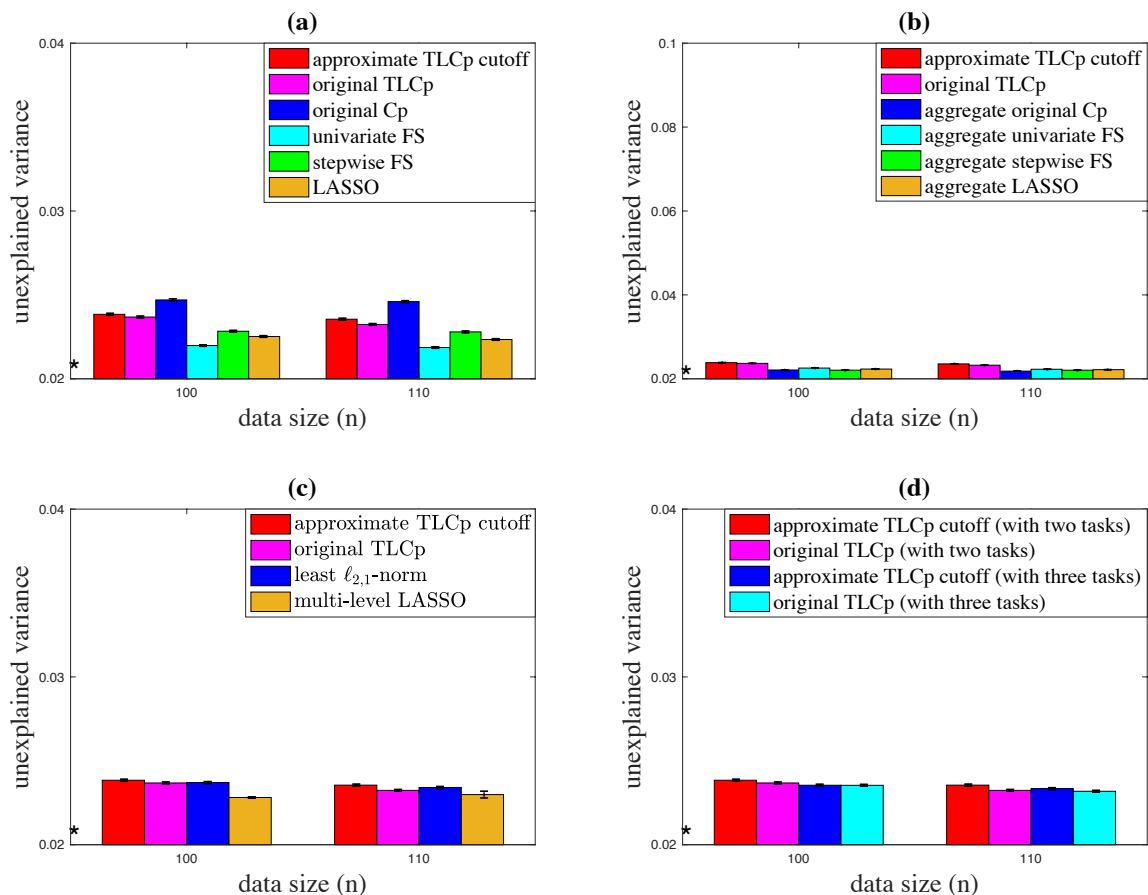 (a)
unexplained variance
0.04
0.03
0.02
*
approximate TLCp cutoff
original TLCp
original Cp
univariate FS
stepwise FS
LASSO
100
110
data size (n)
(b)
unexplained variance
0.1
0.08
0.06
0.04
0.02
*
approximate TLCp cutoff
original TLCp
aggregate original Cp
aggregate univariate FS
aggregate stepwise FS
aggregate LASSO
100
110
data size (n)
(c)
unexplained variance
0.04
0.03
0.02
*
approximate TLCp cutoff
original TLCp
least ℓ2,1-norm
multi-level LASSO
100
110
data size (n)
(d)
unexplained variance
0.04
0.03
0.02
*
approximate TLCp cutoff (with two tasks)
original TLCp (with two tasks)
approximate TLCp cutoff (with three tasks)
original TLCp (with three tasks)
100
110
data size (n)